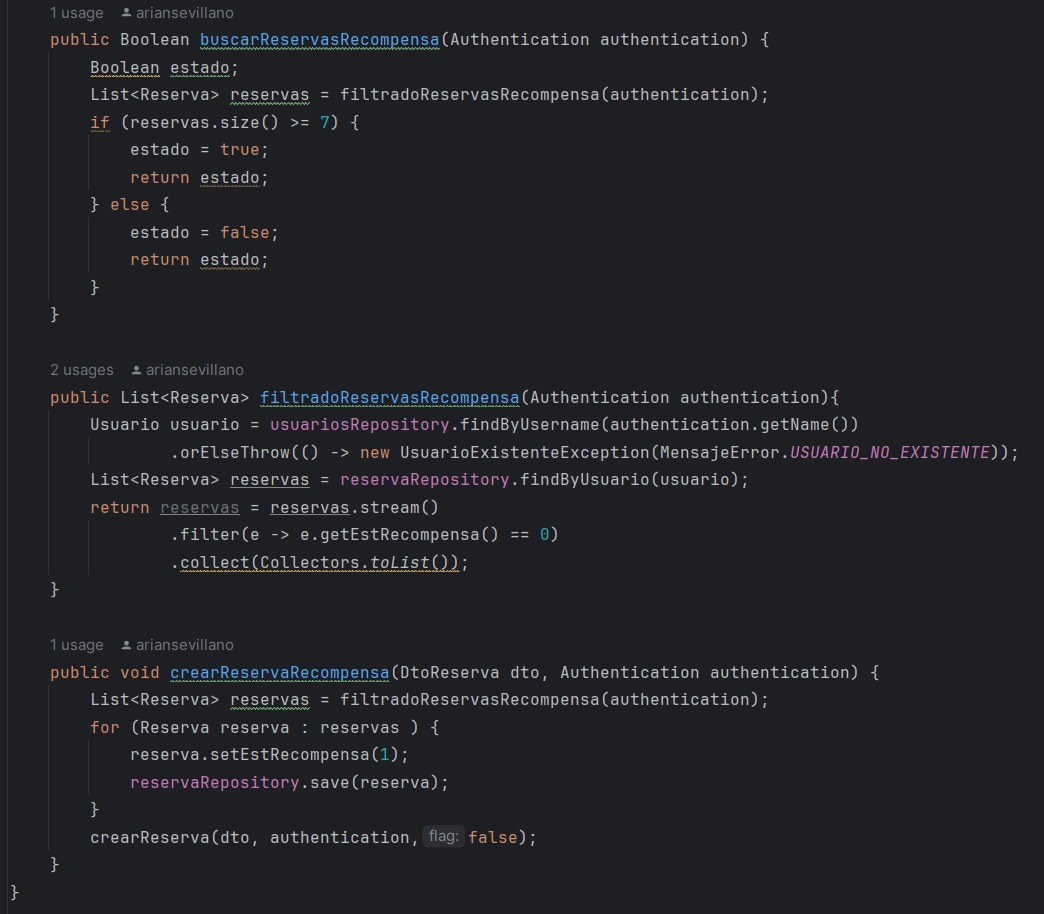 1 usage ariansevillano
public Boolean buscarReservasRecompensa(Authentication authentication) {
Boolean estado;
List<Reserva> reservas = filtradoReservasRecompensa(authentication);
if (reservas.size() >= 7) {
estado = true;
return estado;
} else {
estado = false;
return estado;
}
}
2 usages ariansevillano
public List<Reserva> filtradoReservasRecompensa(Authentication authentication){
Usuario usuario = usuariosRepository.findByUsername(authentication.getName())
.orElseThrow(() -> new UsuarioExistenteException(MensajeError.USUARIO_NO_EXISTENTE));
List<Reserva> reservas = reservaRepository.findByUsuario(usuario);
return reservas = reservas.stream()
.filter(e -> e.getEstRecompensa() == 0)
.collect(Collectors.toList());
}
1 usage ariansevillano
public void crearReservaRecompensa(DtoReserva dto, Authentication authentication) {
List<Reserva> reservas = filtradoReservasRecompensa(authentication);
for (Reserva reserva : reservas ) {
reserva.setEstRecompensa(1);
reservaRepository.save(reserva);
}
crearReserva(dto, authentication, flag: false);
}
}